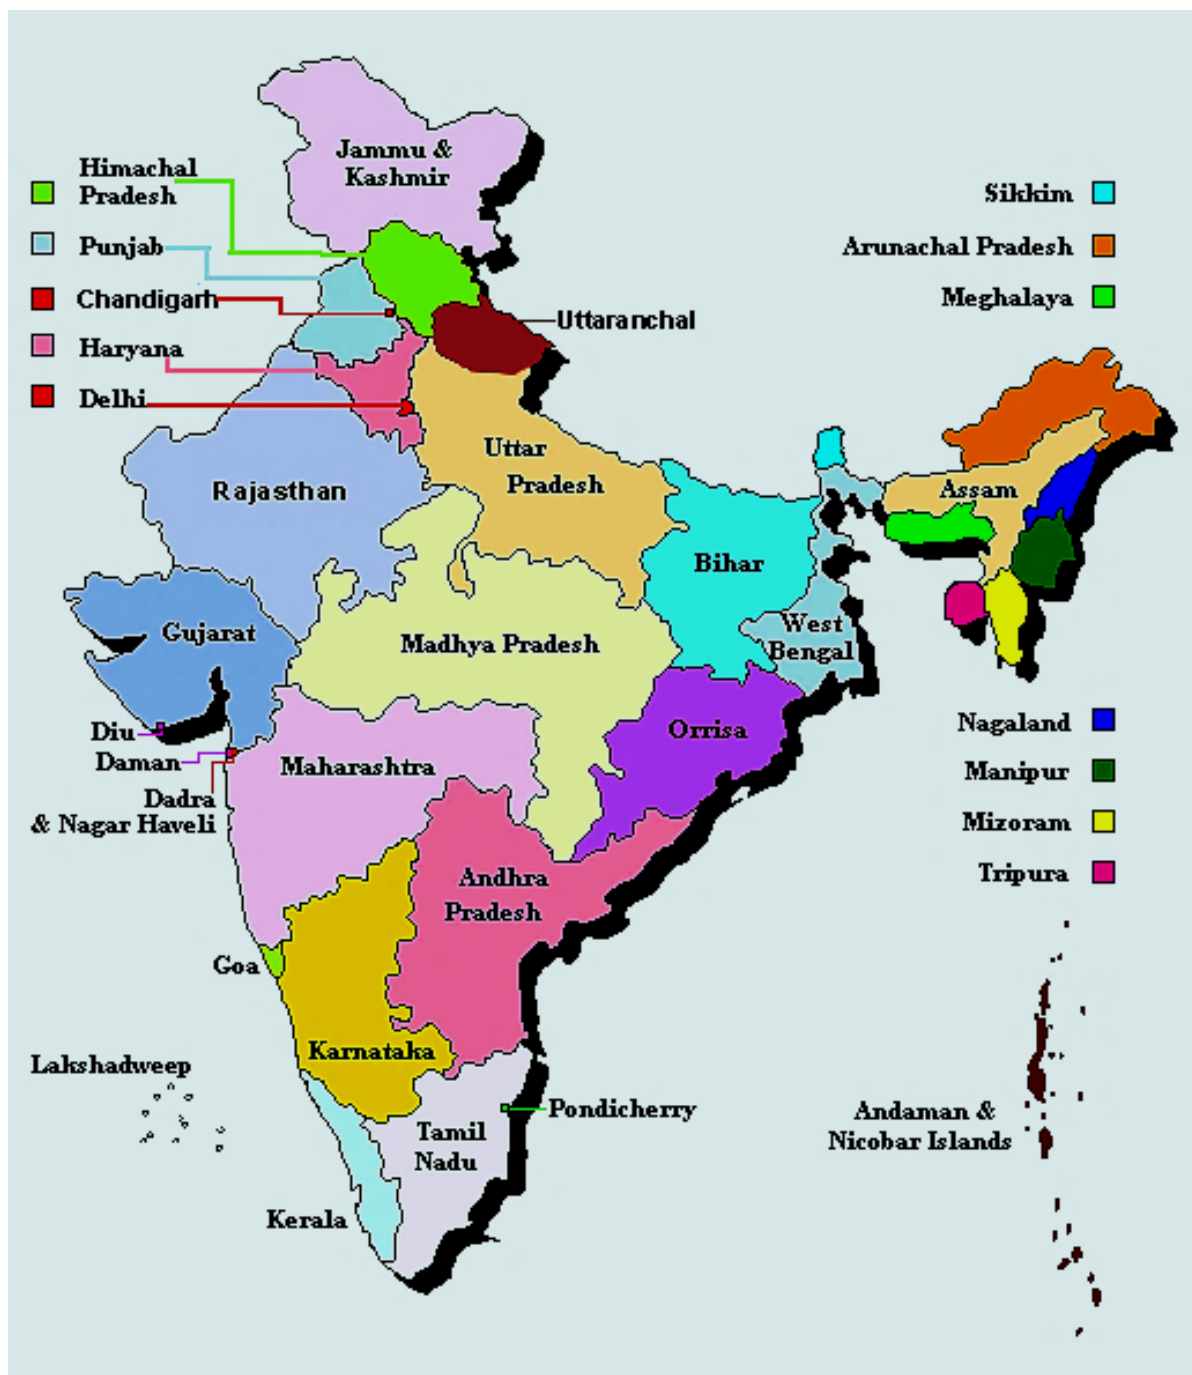 Jammu &
Kashmir
Himachal
Pradesh
Punjab
Chandigarh
Haryana
Delhi
Uttaranchal
Sikkim
Arunachal Pradesh
Meghalaya
Uttar
Pradesh
Rajasthan
Assam
Bihar
Gujarat
Madhya Pradesh
West
Bengal
Diu
Daman
Dadra
& Nagar Haveli
Maharashtra
Orrisa
Nagaland
Manipur
Mizoram
Tripura
Andhra
Pradesh
Goa
Karnataka
Lakshadweep
Pondicherry
Tamil
Nadu
Kerala
Andaman &
Nicobar Islands